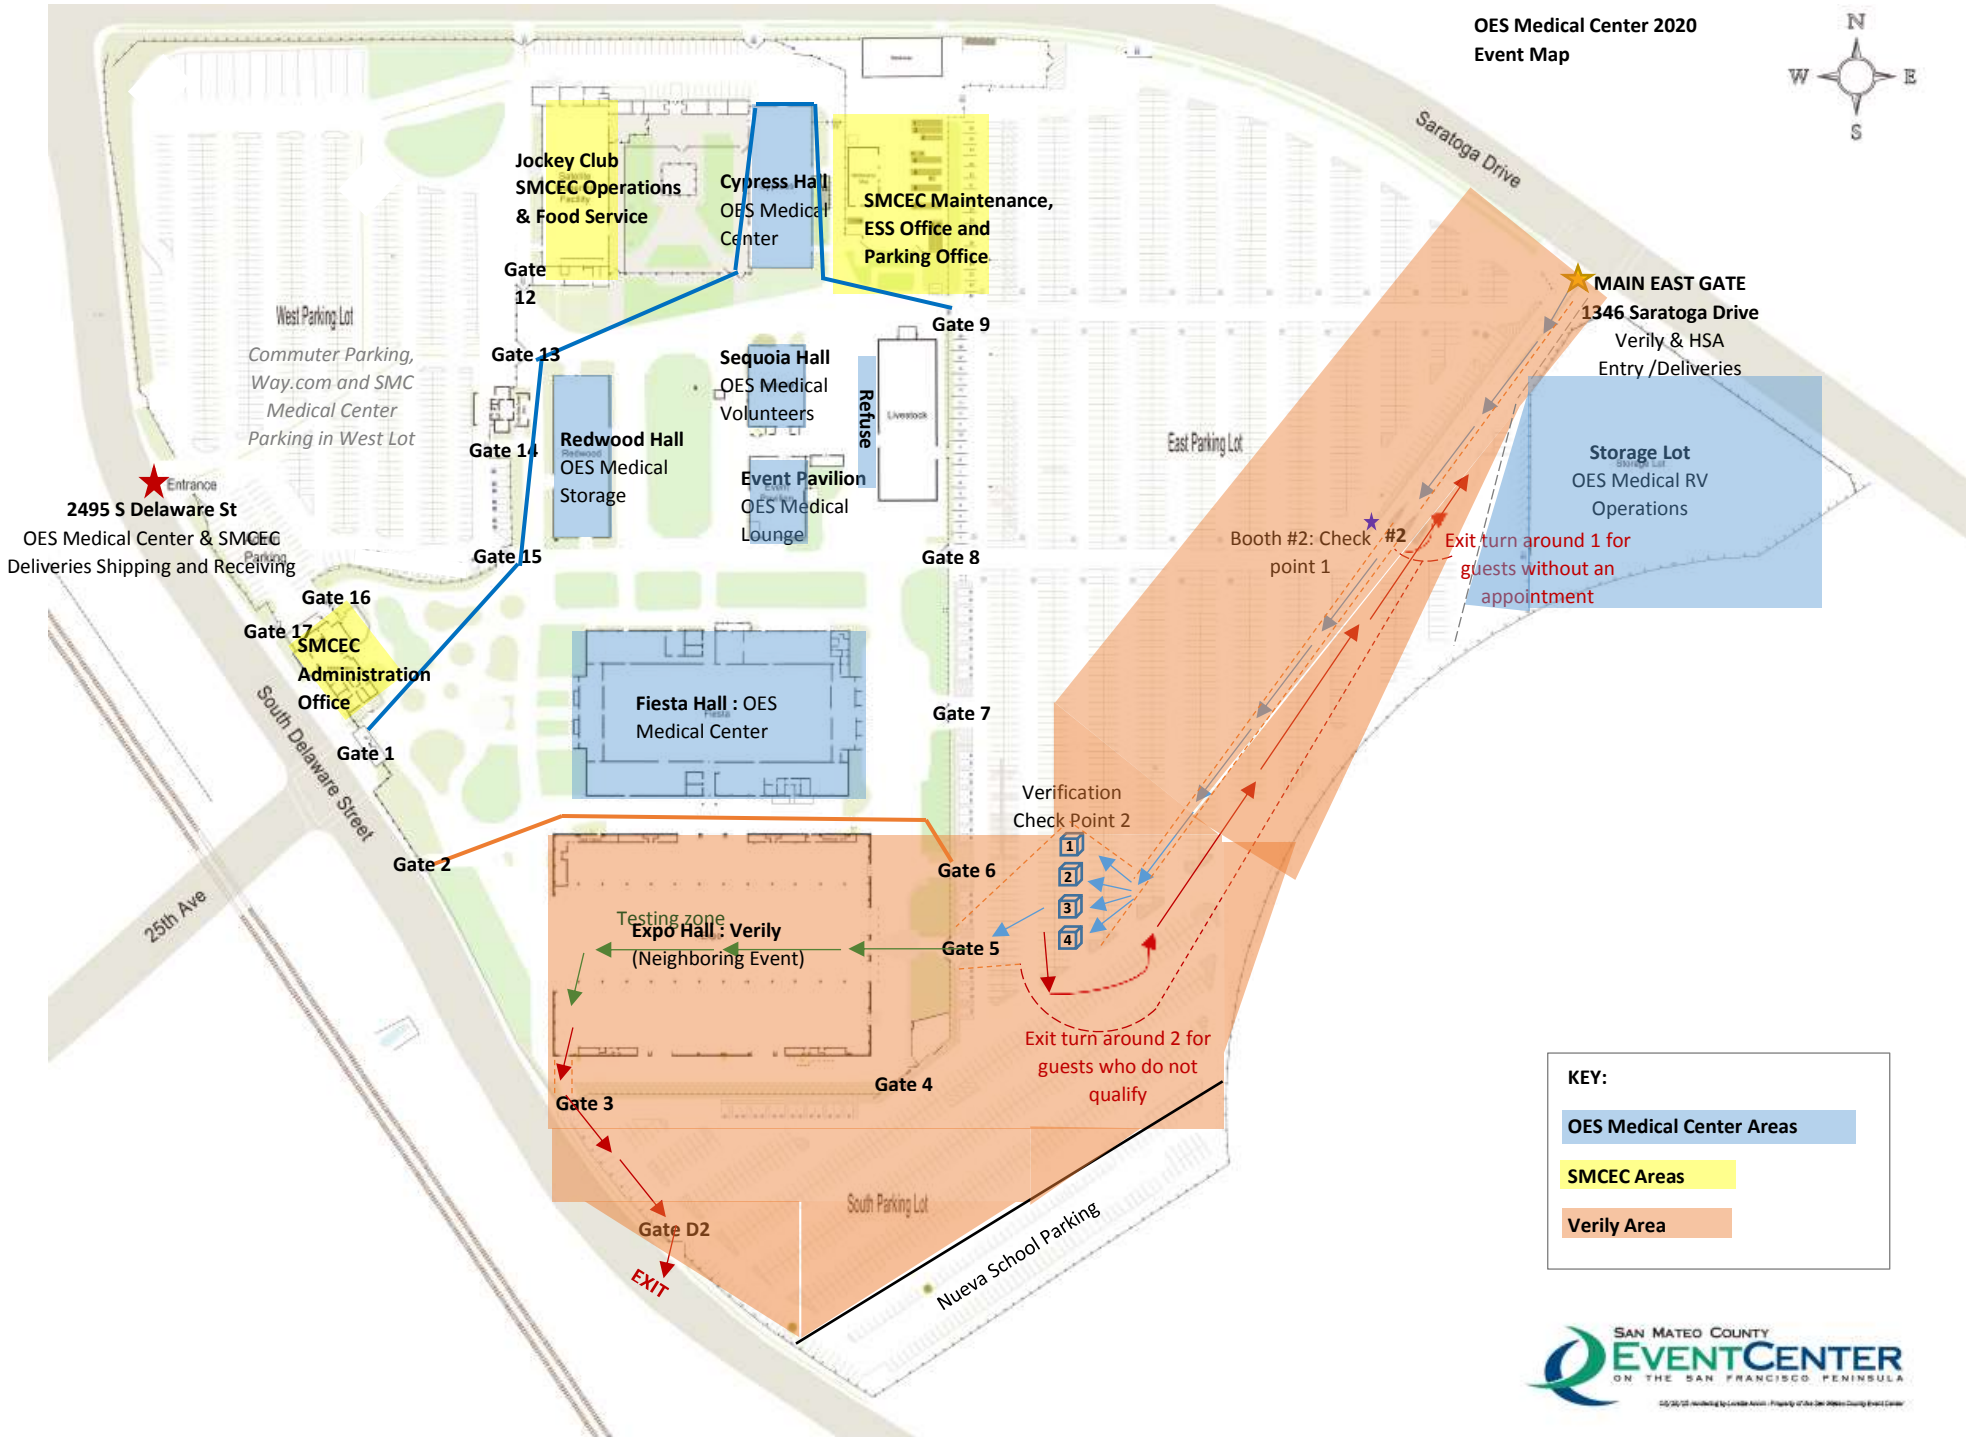 OES Medical Center 2020
Event Map
N
W
E
S
Saratoga Drive
Jockey Club
SMCEC Operations
& Food Service
Cypress Hall
OES Medical
Center
SMCEC Maintenance,
ESS Office and
Parking Office
Gate
12
Gate 9
MAIN EAST GATE
1346 Saratoga Drive
Verily & HSA
Entry /Deliveries
West Parking Lot
Commuter Parking,
Way.com and SMC
Medical Center
Parking in West Lot
Gate 13
Sequoia Hall
OES Medical
Volunteers
Refuse
Livestock
Gate 14
Redwood Hall
Redwood
OES Medical
Storage
Event Pavilion
Event
Pavilion
OES Medical
Lounge
East Parking Lot
Storage Lot
Storage Lot
OES Medical RV
Operations
Entrance
2495 S Delaware St
OES Medical Center & SMCEC
Parking
Deliveries Shipping and Receiving
Gate 15
Gate 8
Booth #2: Check
point 1
#2
Exit turn around 1 for
guests without an
appointment
Gate 16
Gate 17
SMCEC
Administration
Office
Gate 1
South Delaware Street
Fiesta Hall : OES
Fiesta
Medical Center
Gate 7
Verification
Check Point 2
1
2
3
4
Gate 2
Gate 6
25th Ave
Testing zone
Expo Hall : Verily
(Neighboring Event)
Gate 5
Exit turn around 2 for
guests who do not
qualify
Gate 4
Gate 3
South Parking Lot
Gate D2
EXIT
Nueva School Parking
KEY:
OES Medical Center Areas
SMCEC Areas
Verily Area
SAN MATEO COUNTY
EVENTCENTER
ON THE SAN FRANCISCO PENINSULA